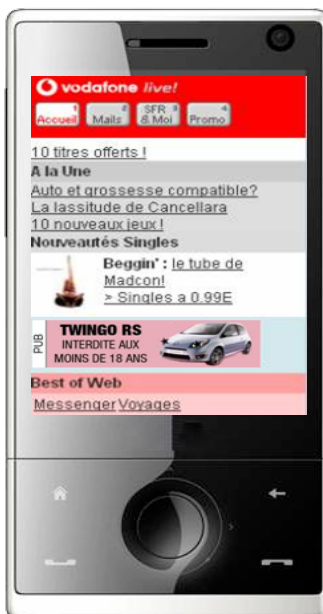 vodafone live!
1 2 3 4
Accueil Mails SFR & Moi Promo
10 titres offerts !
A la Une
Auto et grossesse compatible?
La lassitude de Cancellara
10 nouveaux jeux !
Nouveautés Singles
Beggin' : le tube de
Madcon!
> Singles a 0.99E
PUB
TWINGO RS
INTERDITE AUX
MOINS DE 18 ANS
Best of Web
Messenger Voyages